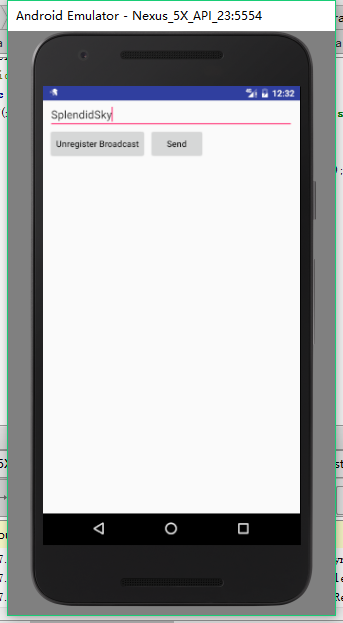 Android Emulator - Nexus_5X_API_23:5554
12:32
SplendidSky
Unregister Broadcast Send